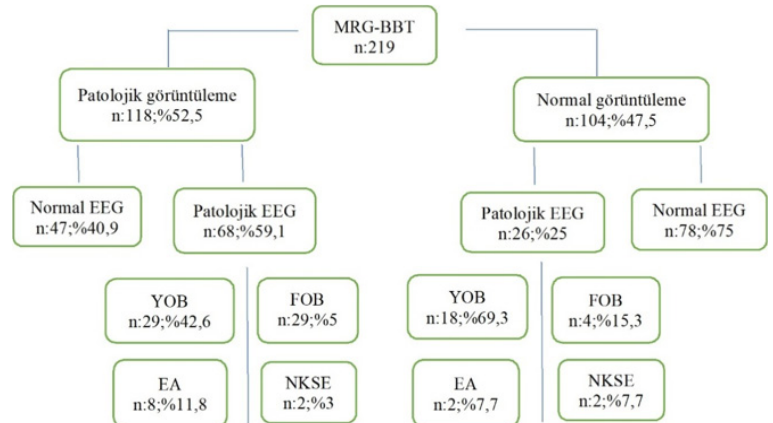 MRG-BBT
n:219
Patolojik görüntüleme
n:118;%52,5
Normal görüntüleme
n:104;%47,5
Normal EEG
n:47;%40,9
Patolojik EEG
n:68;%59,1
Patolojik EEG
n:26;%25
Normal EEG
n:78;%75
YOB
n:29;%42,6
FOB
n:29;%5
YOB
n:18;%69,3
FOB
n:4;%15,3
EA
n:8;%11,8
NKSE
n:2;%3
EA
n:2;%7,7
NKSE
n:2;%7,7